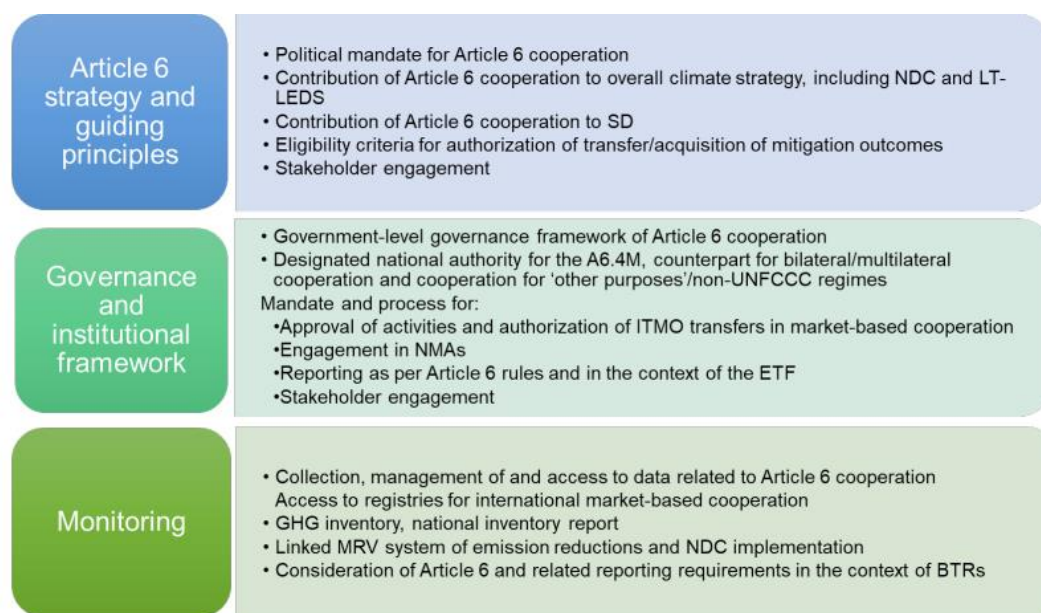 Article 6
strategy and
guiding
principles
• Political mandate for Article 6 cooperation
• Contribution of Article 6 cooperation to overall climate strategy, including NDC and LT-
LEDS
• Contribution of Article 6 cooperation to SD
• Eligibility criteria for authorization of transfer/acquisition of mitigation outcomes
• Stakeholder engagement
Governance
and
institutional
framework
• Government-level governance framework of Article 6 cooperation
• Designated national authority for the A6.4M, counterpart for bilateral/multilateral
cooperation and cooperation for ‘other purposes’/non-UNFCCC regimes
Mandate and process for:
•Approval of activities and authorization of ITMO transfers in market-based cooperation
•Engagement in NMAs
•Reporting as per Article 6 rules and in the context of the ETF
•Stakeholder engagement
Monitoring
• Collection, management of and access to data related to Article 6 cooperation
Access to registries for international market-based cooperation
• GHG inventory, national inventory report
• Linked MRV system of emission reductions and NDC implementation
• Consideration of Article 6 and related reporting requirements in the context of BTRs